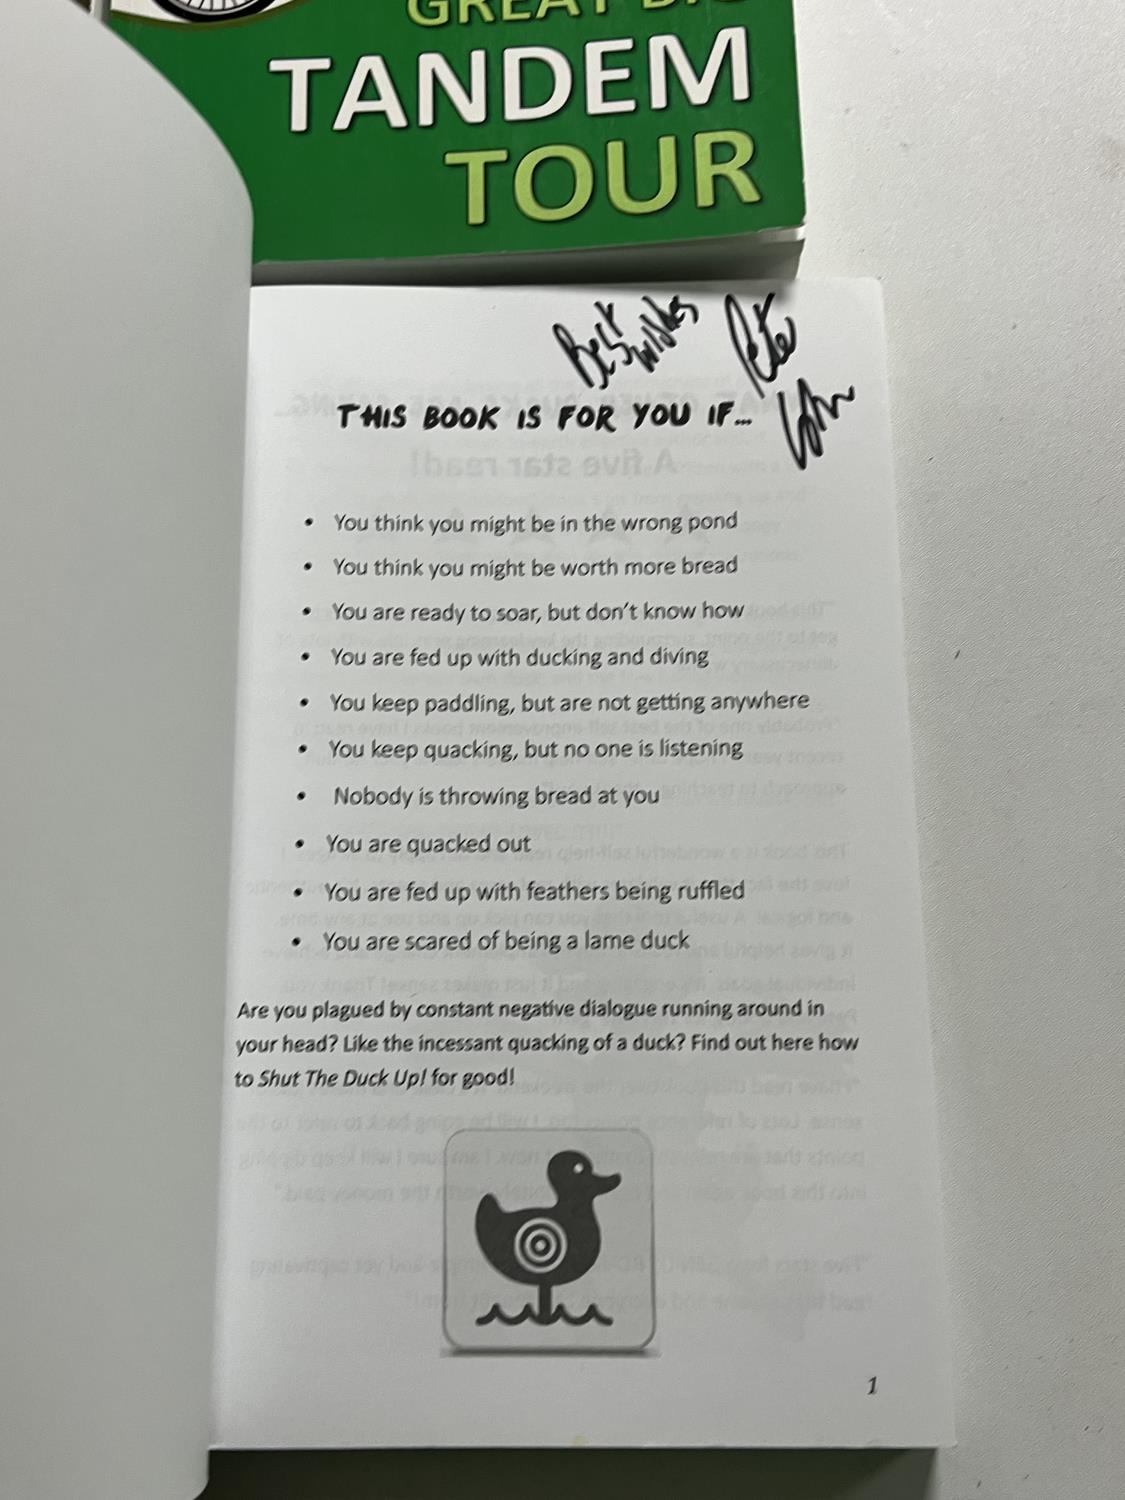 GREAT BIG
TANDEM
TOUR
Best
wishes
Pete
THIS BOOK IS FOR YOU IF...
• You think you might be in the wrong pond
• You think you might be worth more bread
• You are ready to soar, but don't know how
• You are fed up with ducking and diving
• You keep paddling, but are not getting anywhere
• You keep quacking, but no one is listening
• Nobody is throwing bread at you
• You are quacked out
• You are fed up with feathers being ruffled
• You are scared of being a lame duck
Are you plagued by constant negative dialogue running around in
your head? Like the incessant quacking of a duck? Find out here how
to Shut The Duck Up! for good!
1